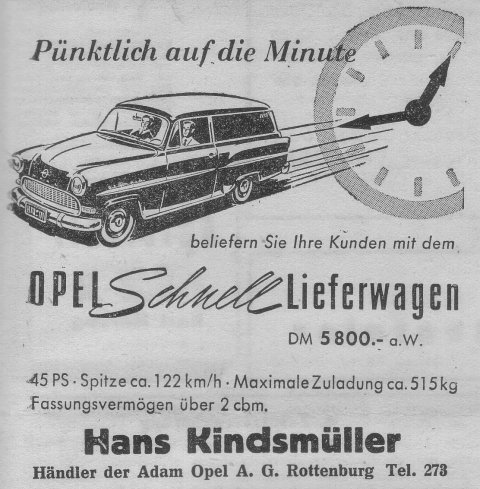 Pünktlich auf die Minute
beliefern Sie Ihre Kunden mit dem
OPEL Schnell Lieferwagen
DM 5800.- a.W.
45 PS · Spitze ca. 122 km/h · Maximale Zuladung ca. 515 kg
Fassungsvermögen über 2 cbm.
Hans Kindsmüller
Händler der Adam Opel A. G. Rottenburg Tel. 273